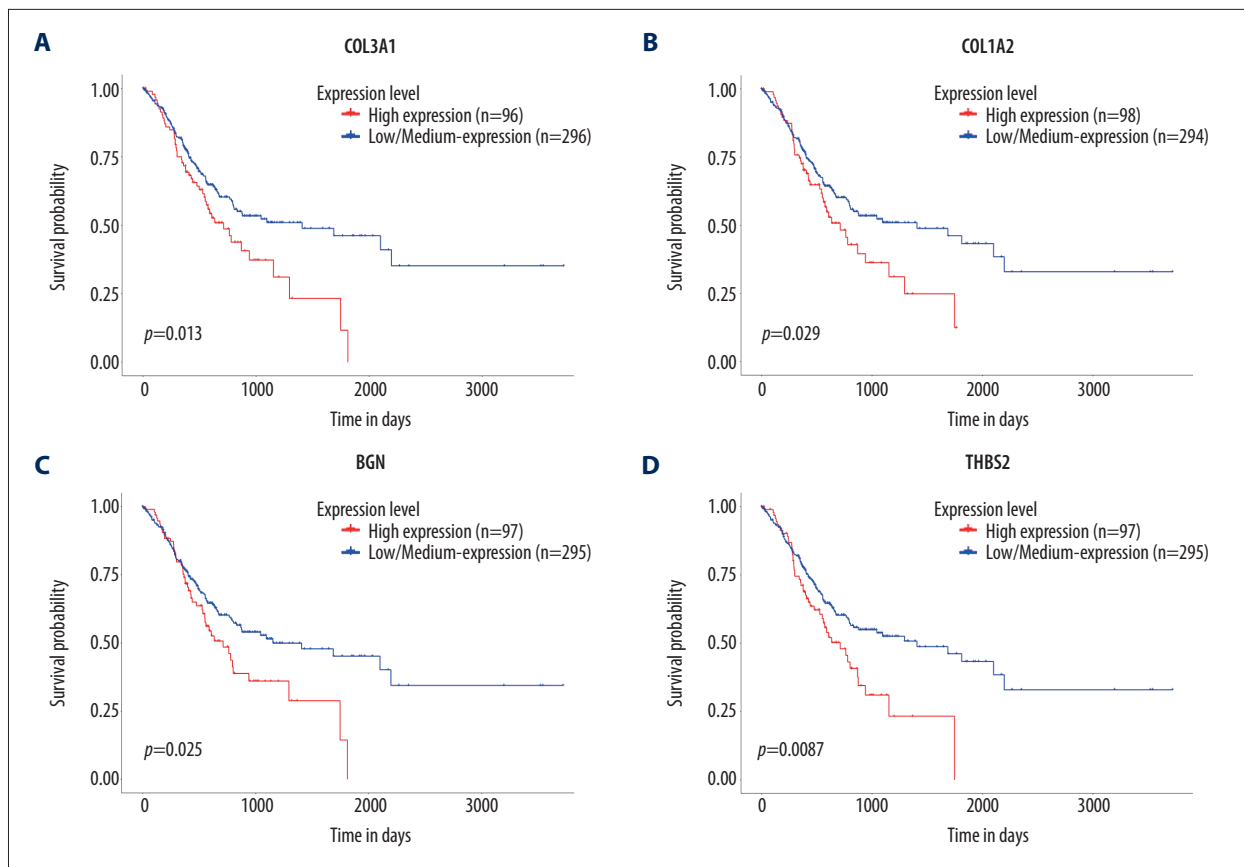 A
COL3A1
Expression level
High expression (n=96)
Low/Medium-expression (n=296)
Survival probability
1.00
0.75
0.50
0.25
0.00
p=0.013
0 1000 2000 3000
Time in days
B
COL1A2
Expression level
High expression (n=98)
Low/Medium-expression (n=294)
Survival probability
1.00
0.75
0.50
0.25
0.00
p=0.029
0 1000 2000 3000
Time in days
C
BGN
Expression level
High expression (n=97)
Low/Medium-expression (n=295)
Survival probability
1.00
0.75
0.50
0.25
0.00
p=0.025
0 1000 2000 3000
Time in days
D
THBS2
Expression level
High expression (n=97)
Low/Medium-expression (n=295)
Survival probability
1.00
0.75
0.50
0.25
0.00
p=0.0087
0 1000 2000 3000
Time in days